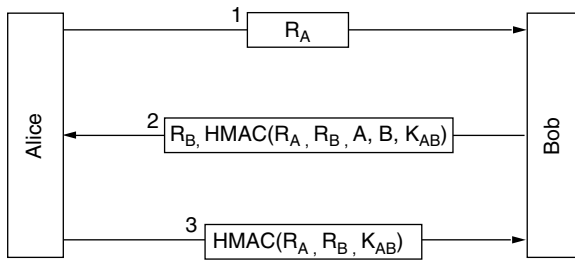 Alice
Bob
1
R_A
2
R_B, HMAC(R_A, R_B, A, B, K_AB)
3
HMAC(R_A, R_B, K_AB)